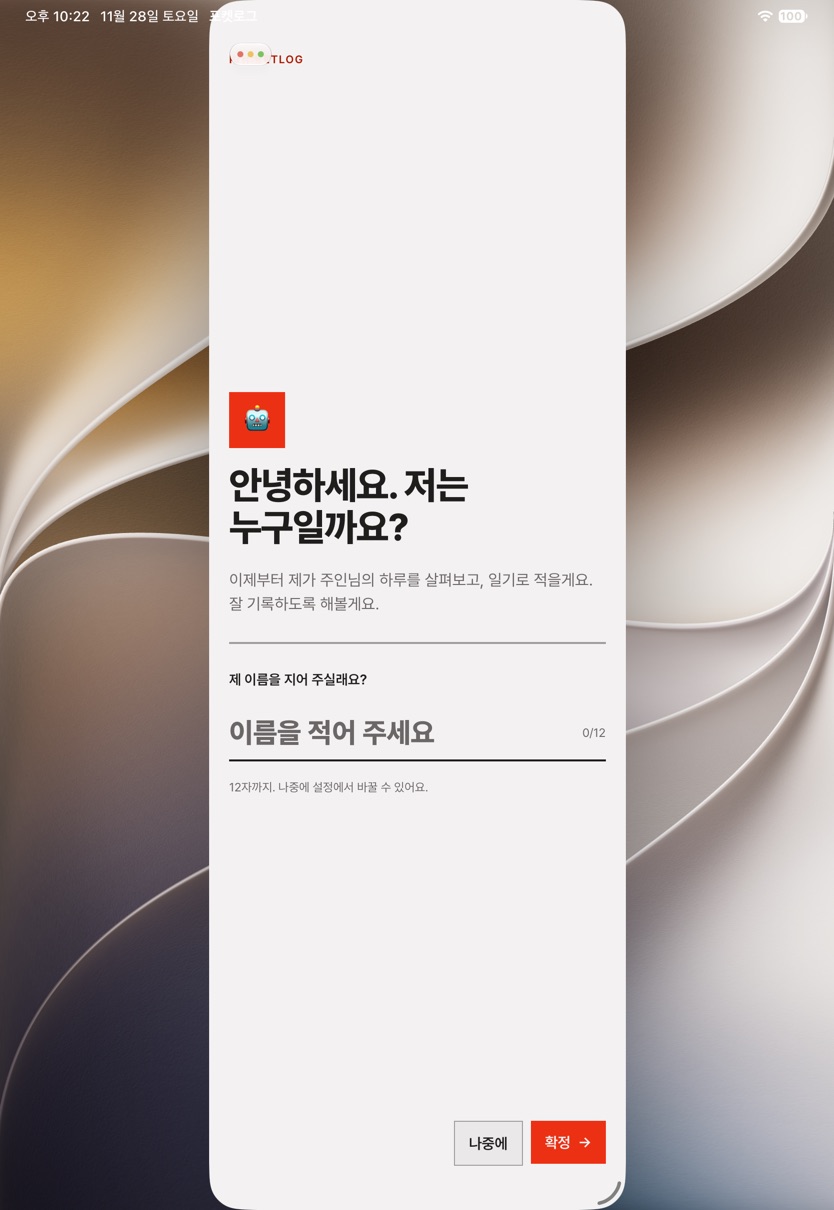 오후 10:22 11월 28일 토요일 포켓로그
100
TLOG
안녕하세요. 저는
누구일까요?
이제부터 제가 주인님의 하루를 살펴보고, 일기로 적을게요.
잘 기록하도록 해볼게요.
제 이름을 지어 주실래요?
이름을 적어 주세요
0/12
12자까지. 나중에 설정에서 바꿀 수 있어요.
나중에
확정 →